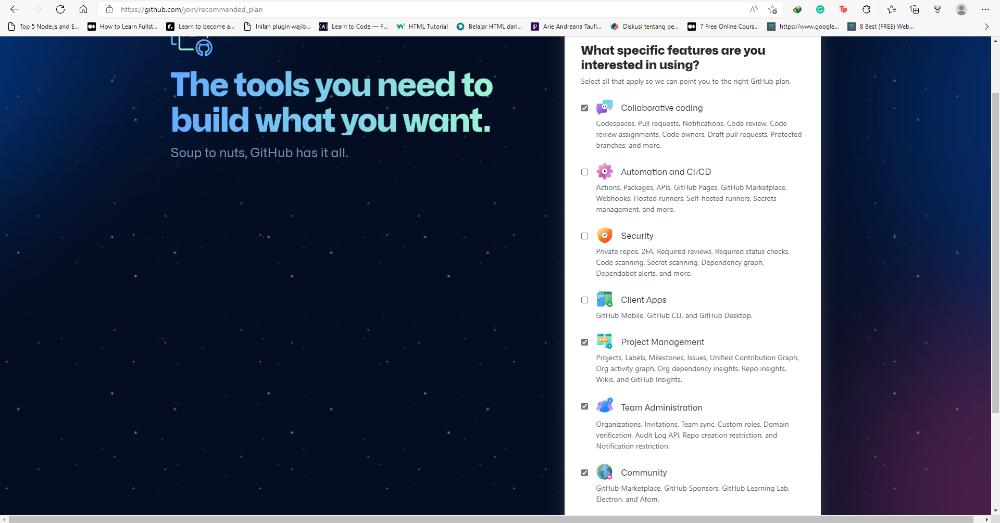 https://github.com/join/recommended_plan
Top 5 Node.js and E...
How to Learn Fullst...
Learn to become a...
Inilah plugin wajib...
Learn to Code — F...
HTML Tutorial
Belajar HTML dari...
Arie Andreana Taufi...
Diskusi tentang pe...
7 Free Online Cours...
https://www.google...
8 Best (FREE) Web...
The tools you need to
build what you want.
Soup to nuts, GitHub has it all.
What specific features are you
interested in using?
Select all that apply so we can point you to the right GitHub plan.
Collaborative coding
Codespaces, Pull requests, Notifications, Code review, Code
review assignments, Code owners, Draft pull requests, Protected
branches, and more.
Automation and CI/CD
Actions, Packages, APIs, GitHub Pages, GitHub Marketplace,
Webhooks, Hosted runners, Self-hosted runners, Secrets
management, and more.
Security
Private repos, 2FA, Required reviews, Required status checks,
Code scanning, Secret scanning, Dependency graph,
Dependabot alerts, and more.
Client Apps
GitHub Mobile, GitHub CLI, and GitHub Desktop.
Project Management
Projects, Labels, Milestones, Issues, Unified Contribution Graph,
Org activity graph, Org dependency insights, Repo insights,
Wikis, and GitHub Insights.
Team Administration
Organizations, Invitations, Team sync, Custom roles, Domain
verification, Audit Log API, Repo creation restriction, and
Notification restriction.
Community
GitHub Marketplace, GitHub Sponsors, GitHub Learning Lab,
Electron, and Atom.